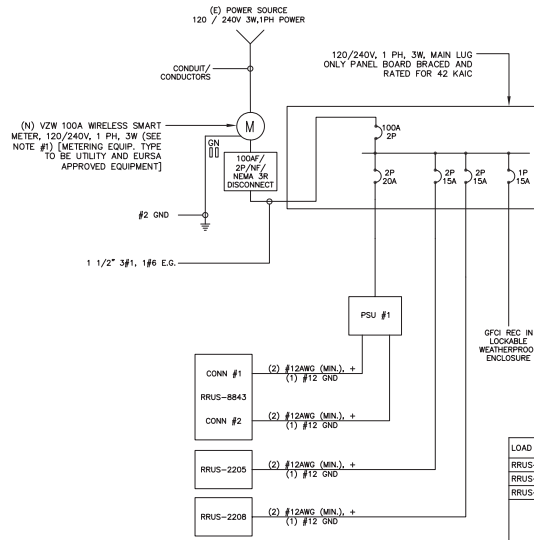 (E) POWER SOURCE
120 / 240V 3W,1PH POWER
CONDUIT/
CONDUCTORS
120/240V, 1 PH, 3W, MAIN LUG
ONLY PANEL BOARD BRACED AND
RATED FOR 42 KAIC
(N) VZW 100A WIRELESS SMART
METER, 120/240V, 1 PH, 3W (SEE
NOTE #1) [METERING EQUIP. TYPE
TO BE UTILITY AND EURSA
APPROVED EQUIPMENT]
M
GN
100AF/
2P/NF/
NEMA 3R
DISCONNECT
#2 GND
1 1/2" 3#1, 1#6 E.G.
100A
2P
2P
20A
2P
15A
2P
15A
1P
15A
PSU #1
GFCI REC IN
LOCKABLE
WEATHERPROO
ENCLOSURE
CONN #1
RRUS-8843
CONN #2
(2) #12AWG (MIN.), +
(1) #12 GND
(2) #12AWG (MIN.), +
(1) #12 GND
RRUS-2205
(2) #12AWG (MIN.), +
(1) #12 GND
RRUS-2208
(2) #12AWG (MIN.), +
(1) #12 GND
LOAD
RRUS-
RRUS-
RRUS-